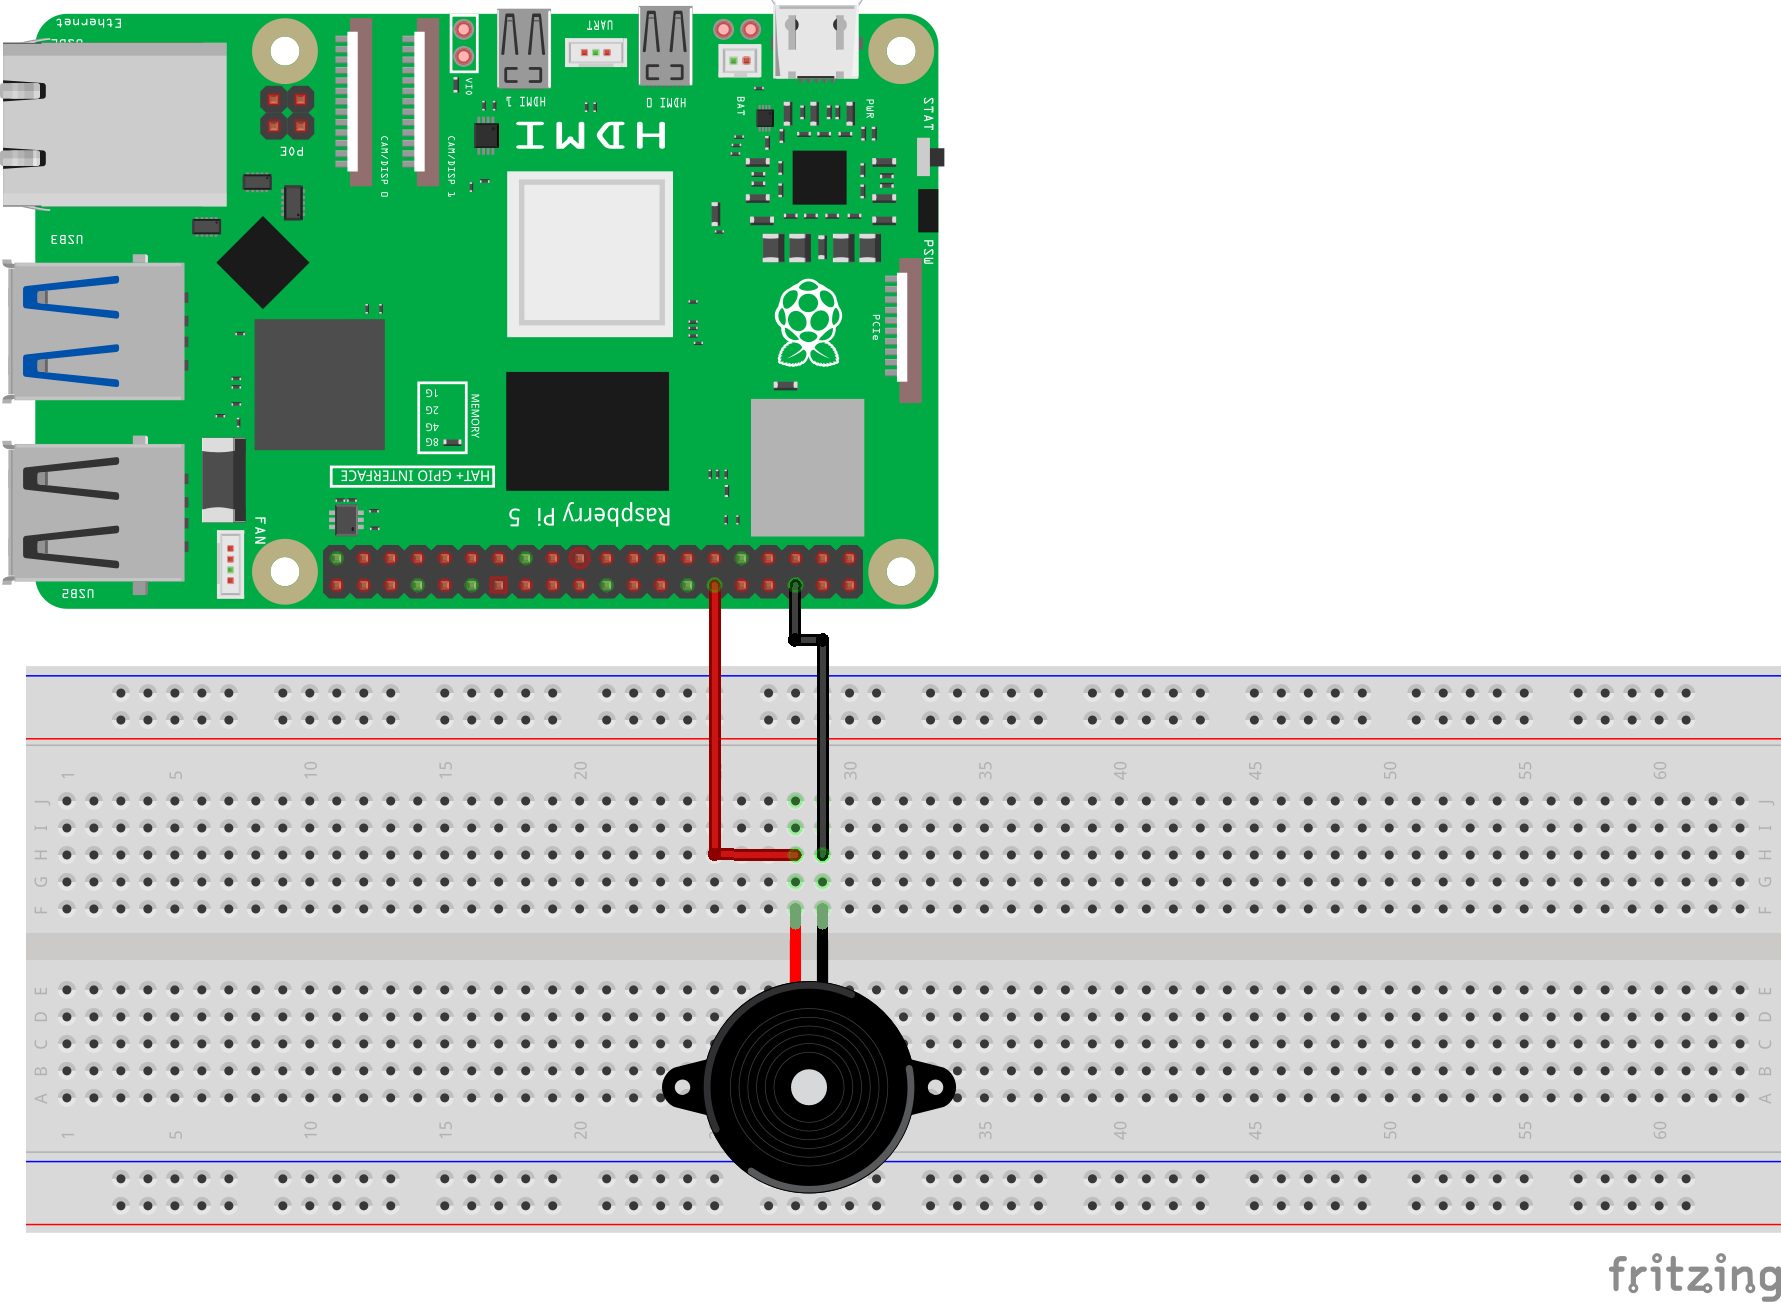 Ethernet
UART
VIO
HDMI 1
HDMI 0
BAT
PWR
STAT
HDMI
POE
CAM/DISP 0
CAM/DISP 1
USB3
PSW
PCIe
MEMORY
1G
2G
4G
8G
HAT+ GPIO INTERFACE
Raspberry Pi 5
FAN
USB2
1 5 10 15 20 30 35 40 45 50 55 60
J J
I I
H H
G G
F F
E E
D D
C C
B B
A A
1 5 10 15 20 35 40 45 50 55 60
fritzing